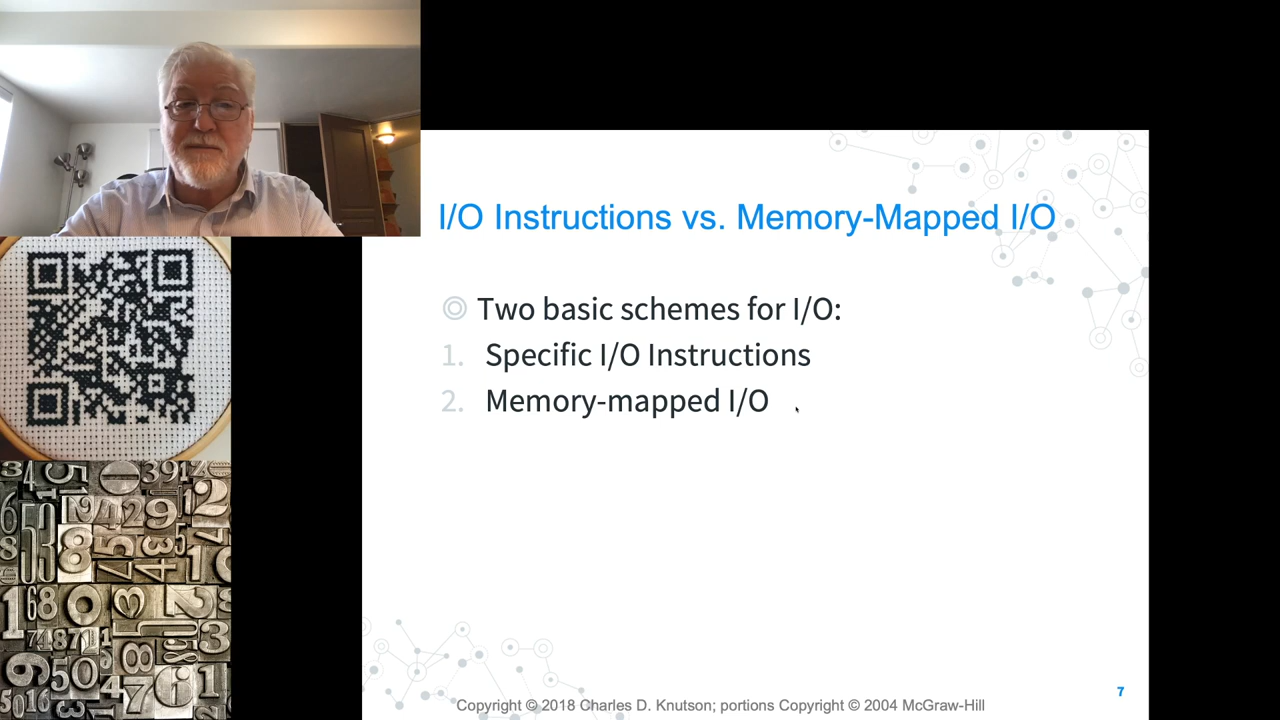 I/O Instructions vs. Memory-Mapped I/O
Two basic schemes for I/O:
1. Specific I/O Instructions
2. Memory-mapped I/O
7
Copyright © 2018 Charles D. Knutson; portions Copyright © 2004 McGraw-Hill